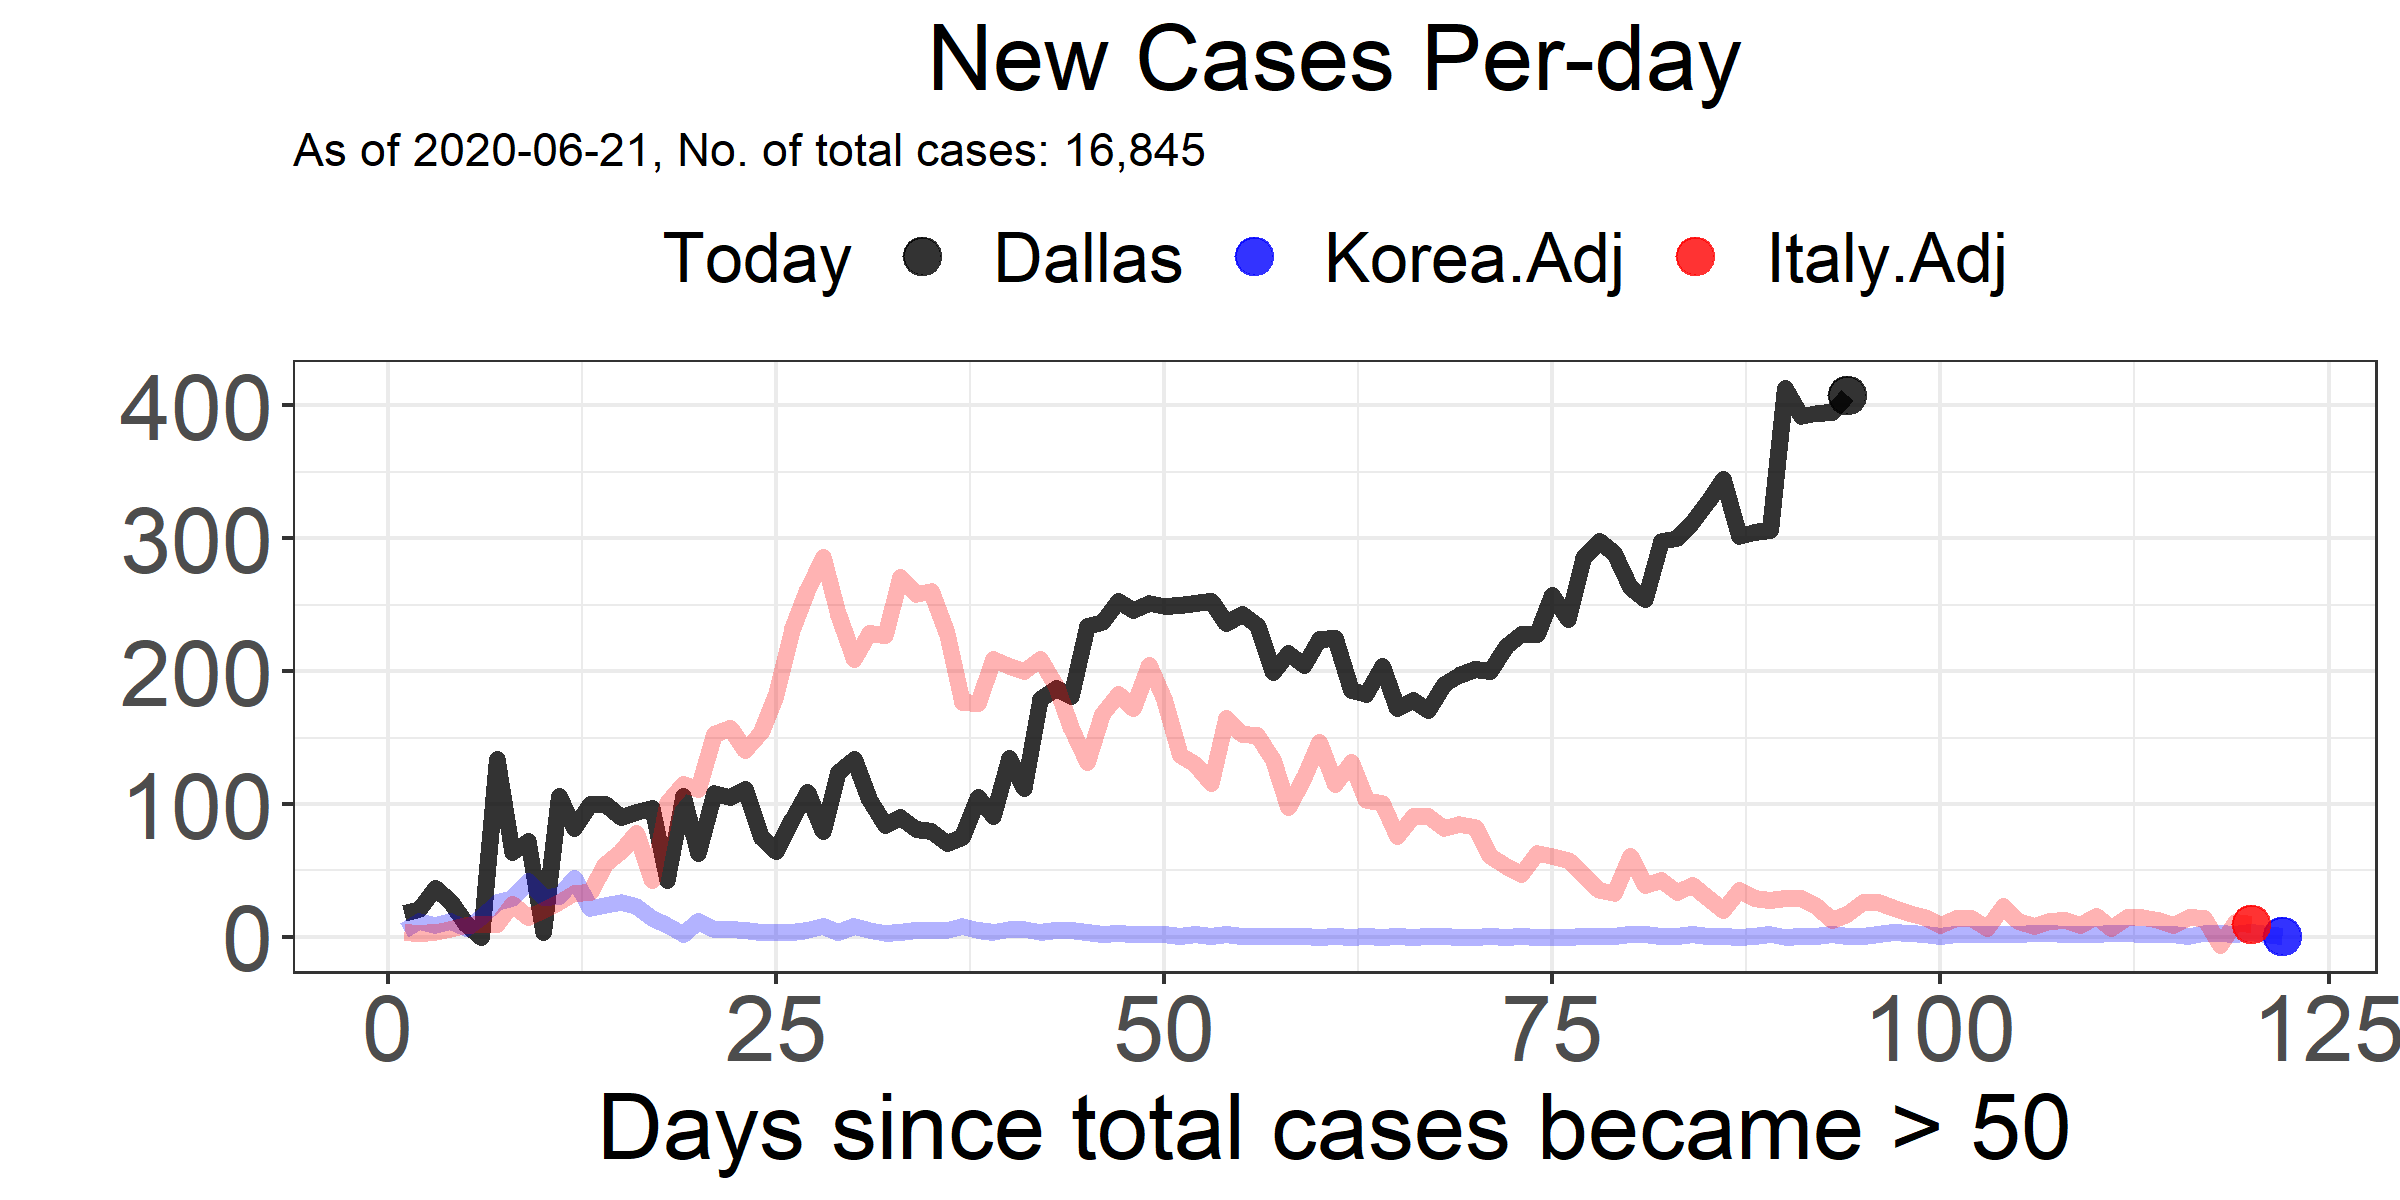 New Cases Per-day
As of 2020-06-21, No. of total cases: 16,845
Today Dallas Korea.Adj Italy.Adj
400
300
200
100
0
0 25 50 75 100 125
Days since total cases became > 50